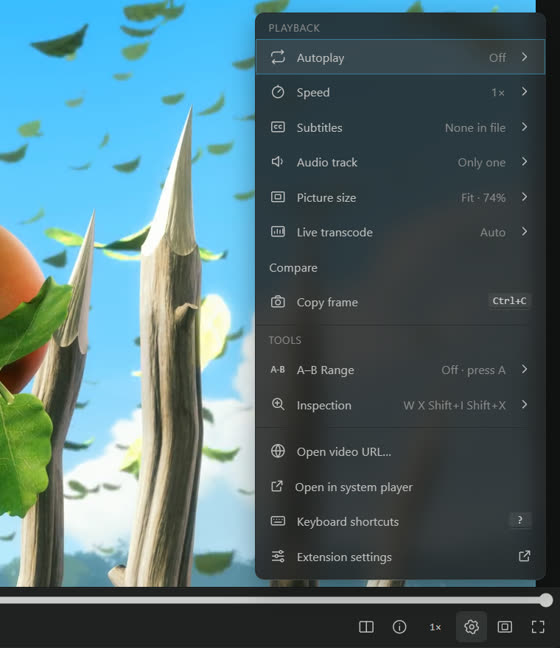 PLAYBACK
Autoplay Off
Speed 1×
CC Subtitles None in file
Audio track Only one
Picture size Fit · 74%
Live transcode Auto
Compare
Copy frame Ctrl+C
TOOLS
A-B A–B Range Off · press A
Inspection W X Shift+I Shift+X
Open video URL...
Open in system player
Keyboard shortcuts ?
Extension settings
1x